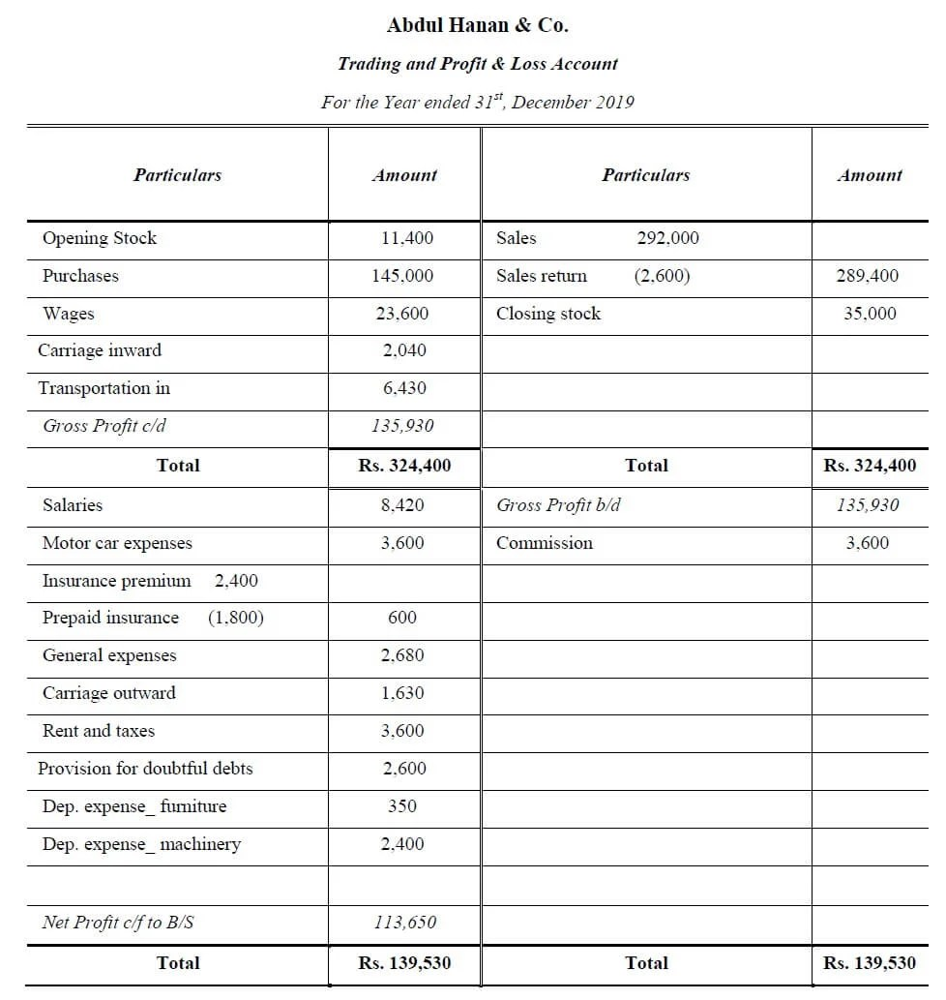 Abdul Hanan & Co.
Trading and Profit & Loss Account
For the Year ended 31st, December 2019
Particulars Amount Particulars Amount
Opening Stock 11,400 Sales 292,000
Purchases 145,000 Sales return (2,600) 289,400
Wages 23,600 Closing stock 35,000
Carriage inward 2,040
Transportation in 6,430
Gross Profit c/d 135,930
Total Rs. 324,400 Total Rs. 324,400
Salaries 8,420 Gross Profit b/d 135,930
Motor car expenses 3,600 Commission 3,600
Insurance premium 2,400
Prepaid insurance (1,800) 600
General expenses 2,680
Carriage outward 1,630
Rent and taxes 3,600
Provision for doubtful debts 2,600
Dep. expense_ furniture 350
Dep. expense_ machinery 2,400
Net Profit c/f to B/S 113,650
Total Rs. 139,530 Total Rs. 139,530